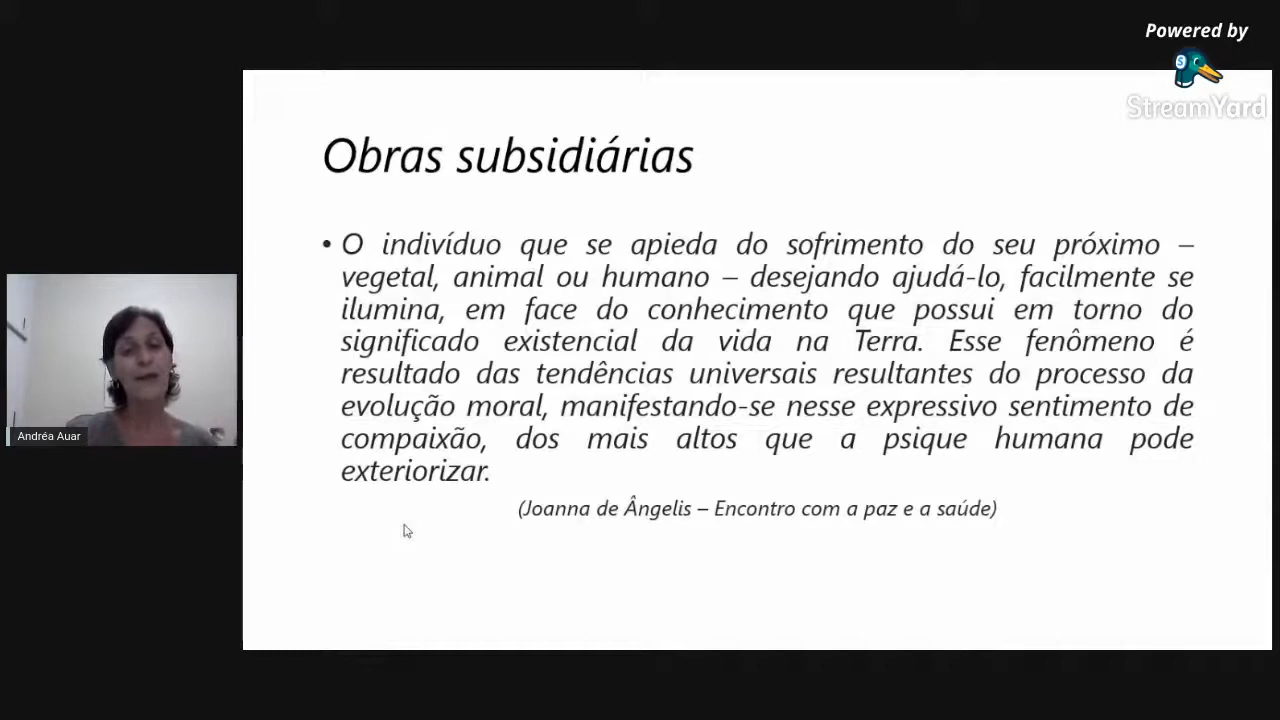 Powered by
StreamYard
Obras subsidiárias
• O indivíduo que se apieda do sofrimento do seu próximo –
vegetal, animal ou humano – desejando ajudá-lo, facilmente se
ilumina, em face do conhecimento que possui em torno do
significado existencial da vida na Terra. Esse fenômeno é
resultado das tendências universais resultantes do processo da
evolução moral, manifestando-se nesse expressivo sentimento de
compaixão, dos mais altos que a psique humana pode
exteriorizar.
(Joanna de Ângelis – Encontro com a paz e a saúde)
Andréa Auar